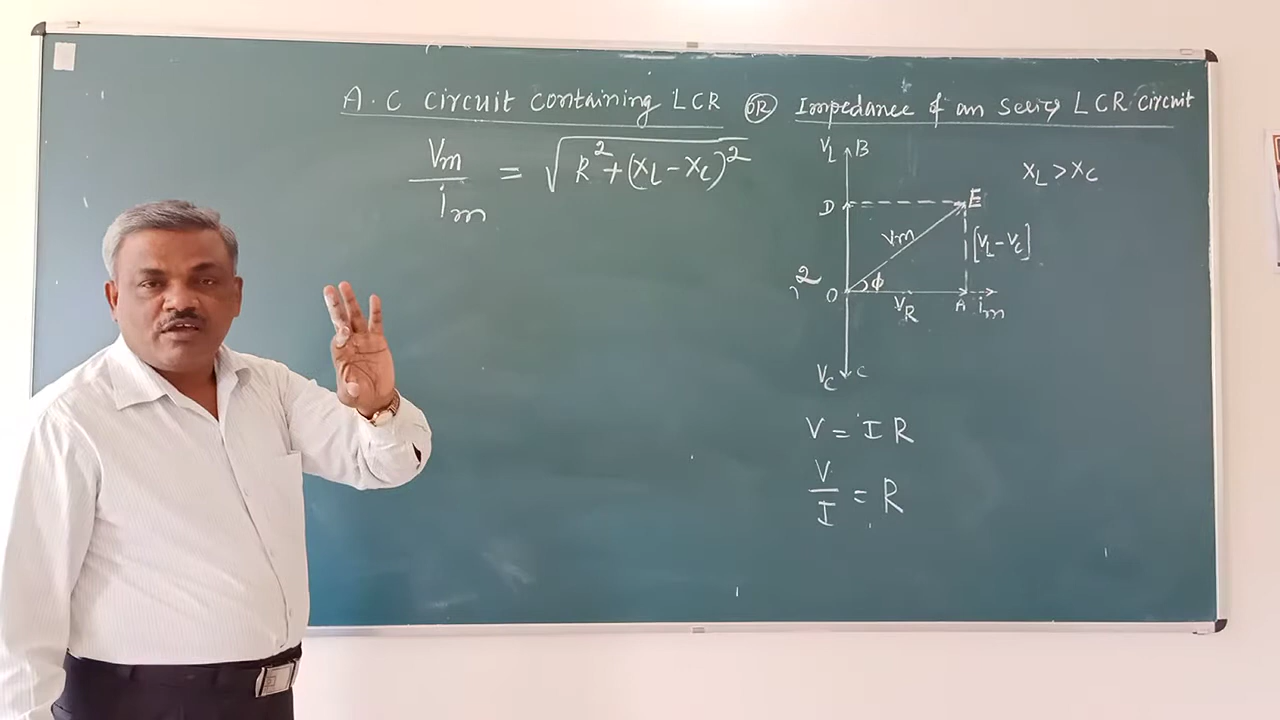 A.C Circuit containing LCR OR Impedance of an Series LCR circuit
Vm/im = √R²+(XL-XC)²
VL B
XL > XC
D E
Vm [VL-VC]
2 O ϕ VR A im
VC C
V = I R
V/I = R